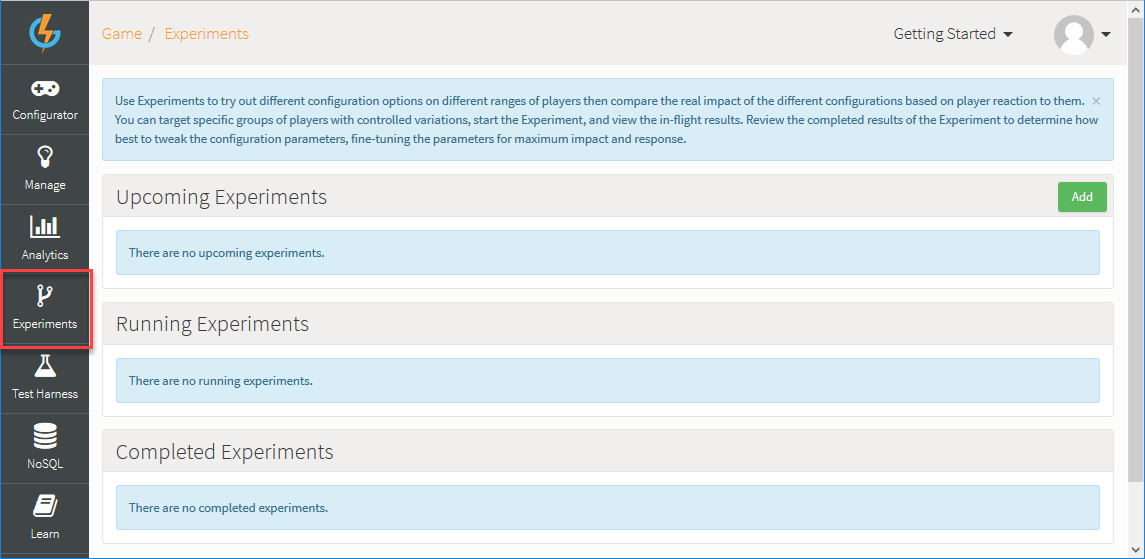 Game / Experiments
Getting Started
Configurator
Manage
Analytics
Experiments
Test Harness
NoSQL
Learn
Use Experiments to try out different configuration options on different ranges of players then compare the real impact of the different configurations based on player reaction to them. ×
You can target specific groups of players with controlled variations, start the Experiment, and view the in-flight results. Review the completed results of the Experiment to determine how
best to tweak the configuration parameters, fine-tuning the parameters for maximum impact and response.
Upcoming Experiments
Add
There are no upcoming experiments.
Running Experiments
There are no running experiments.
Completed Experiments
There are no completed experiments.